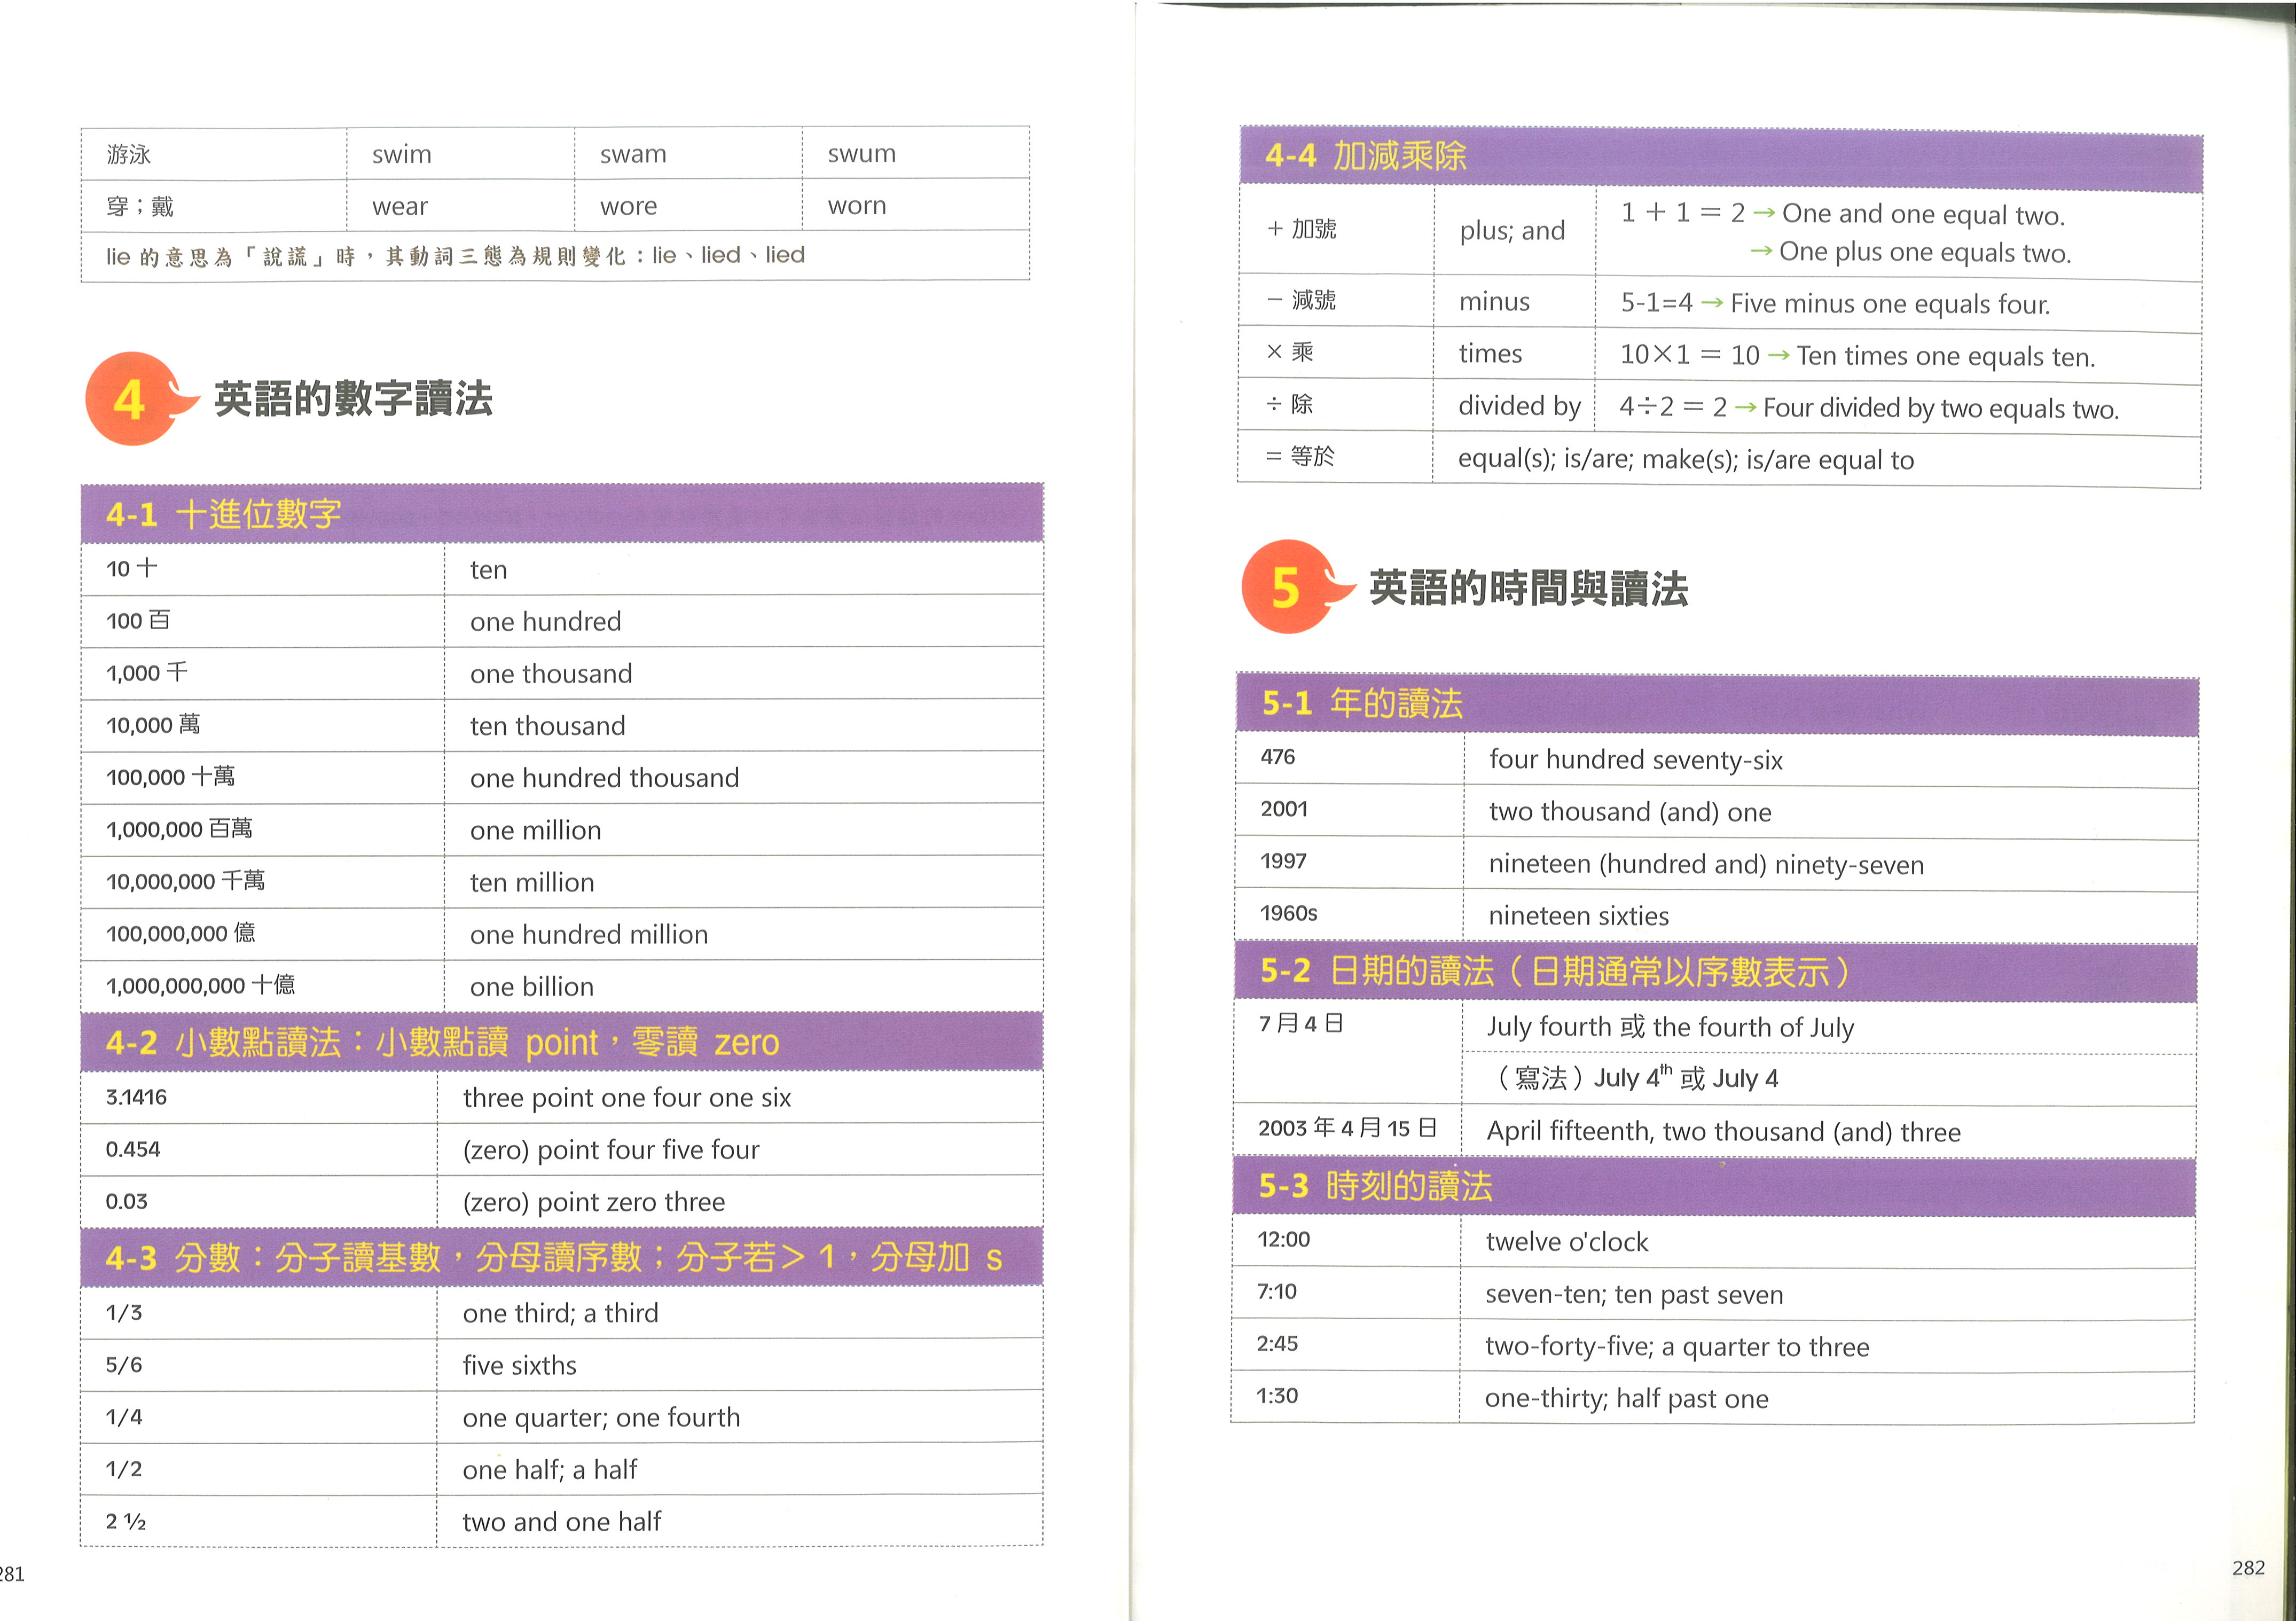 游泳 swim swam swum
穿；戴 wear wore worn
lie 的意思為「說謊」時，其動詞三態為規則變化：lie、lied、lied
4 英語的數字讀法
4-1 十進位數字
10 十 ten
100 百 one hundred
1,000 千 one thousand
10,000 萬 ten thousand
100,000 十萬 one hundred thousand
1,000,000 百萬 one million
10,000,000 千萬 ten million
100,000,000 億 one hundred million
1,000,000,000 十億 one billion
4-2 小數點讀法：小數點讀 point，零讀 zero
3.1416 three point one four one six
0.454 (zero) point four five four
0.03 (zero) point zero three
4-3 分數：分子讀基數，分母讀序數；分子若＞1，分母加 s
1/3 one third; a third
5/6 five sixths
1/4 one quarter; one fourth
1/2 one half; a half
2 ½ two and one half
281
4-4 加減乘除
+ 加號 plus; and 1 + 1 = 2 → One and one equal two.
→ One plus one equals two.
− 減號 minus 5-1=4 → Five minus one equals four.
× 乘 times 10×1 = 10 → Ten times one equals ten.
÷ 除 divided by 4÷2 = 2 → Four divided by two equals two.
= 等於 equal(s); is/are; make(s); is/are equal to
5 英語的時間與讀法
5-1 年的讀法
476 four hundred seventy-six
2001 two thousand (and) one
1997 nineteen (hundred and) ninety-seven
1960s nineteen sixties
5-2 日期的讀法（日期通常以序數表示）
7 月 4 日 July fourth 或 the fourth of July
（寫法）July 4th 或 July 4
2003 年 4 月 15 日 April fifteenth, two thousand (and) three
5-3 時刻的讀法
12:00 twelve o'clock
7:10 seven-ten; ten past seven
2:45 two-forty-five; a quarter to three
1:30 one-thirty; half past one
282